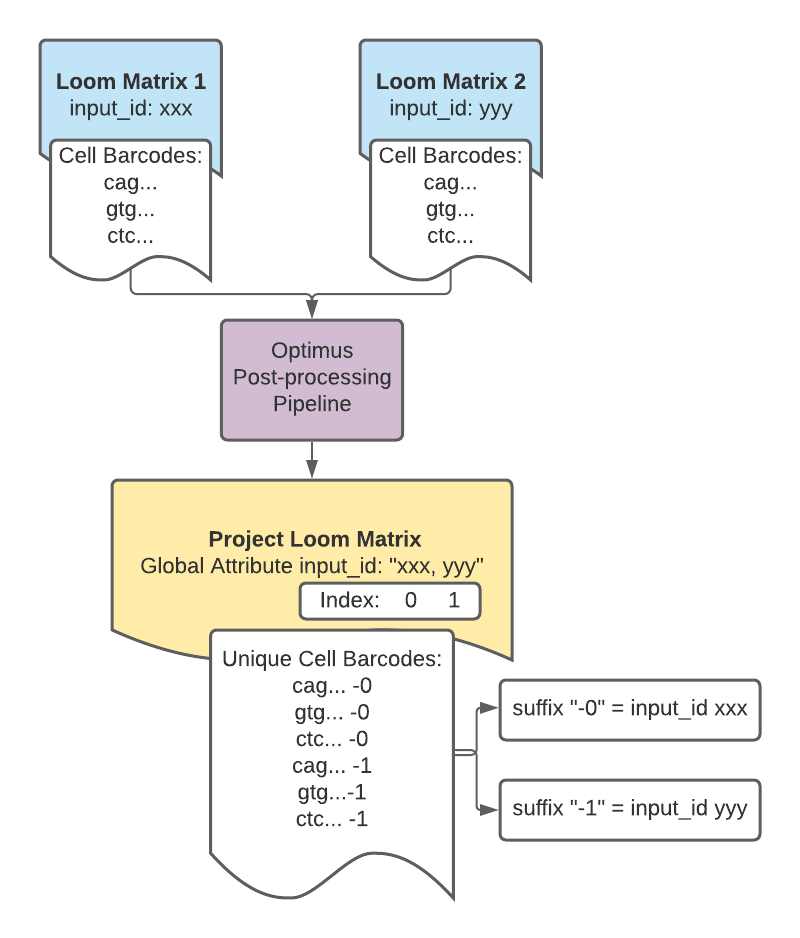 Loom Matrix 1
input_id: xxx
Cell Barcodes:
cag...
gtg...
ctc...
Loom Matrix 2
input_id: yyy
Cell Barcodes:
cag...
gtg...
ctc...
Optimus
Post-processing
Pipeline
Project Loom Matrix
Global Attribute input_id: "xxx, yyy"
Index: 0 1
Unique Cell Barcodes:
cag... -0
gtg... -0
ctc... -0
cag... -1
gtg...-1
ctc... -1
suffix "-0" = input_id xxx
suffix "-1" = input_id yyy